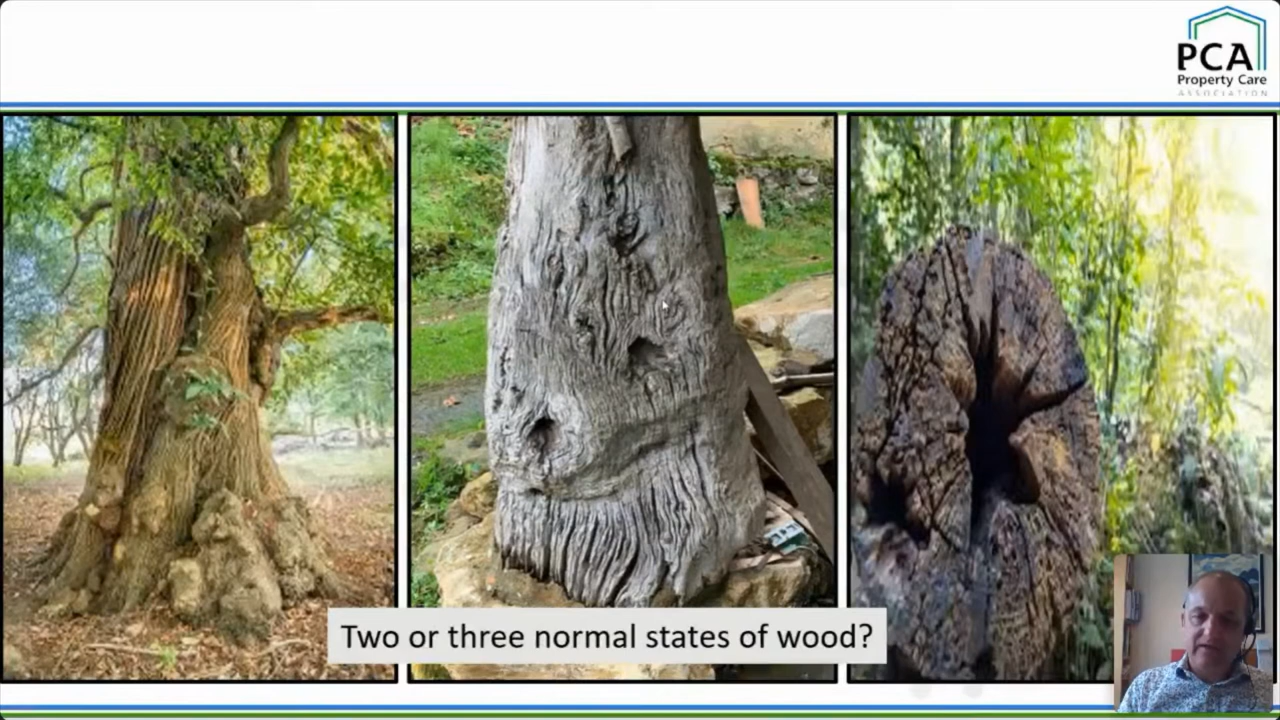 PCA
Property Care
ASSOCIATION
Two or three normal states of wood?